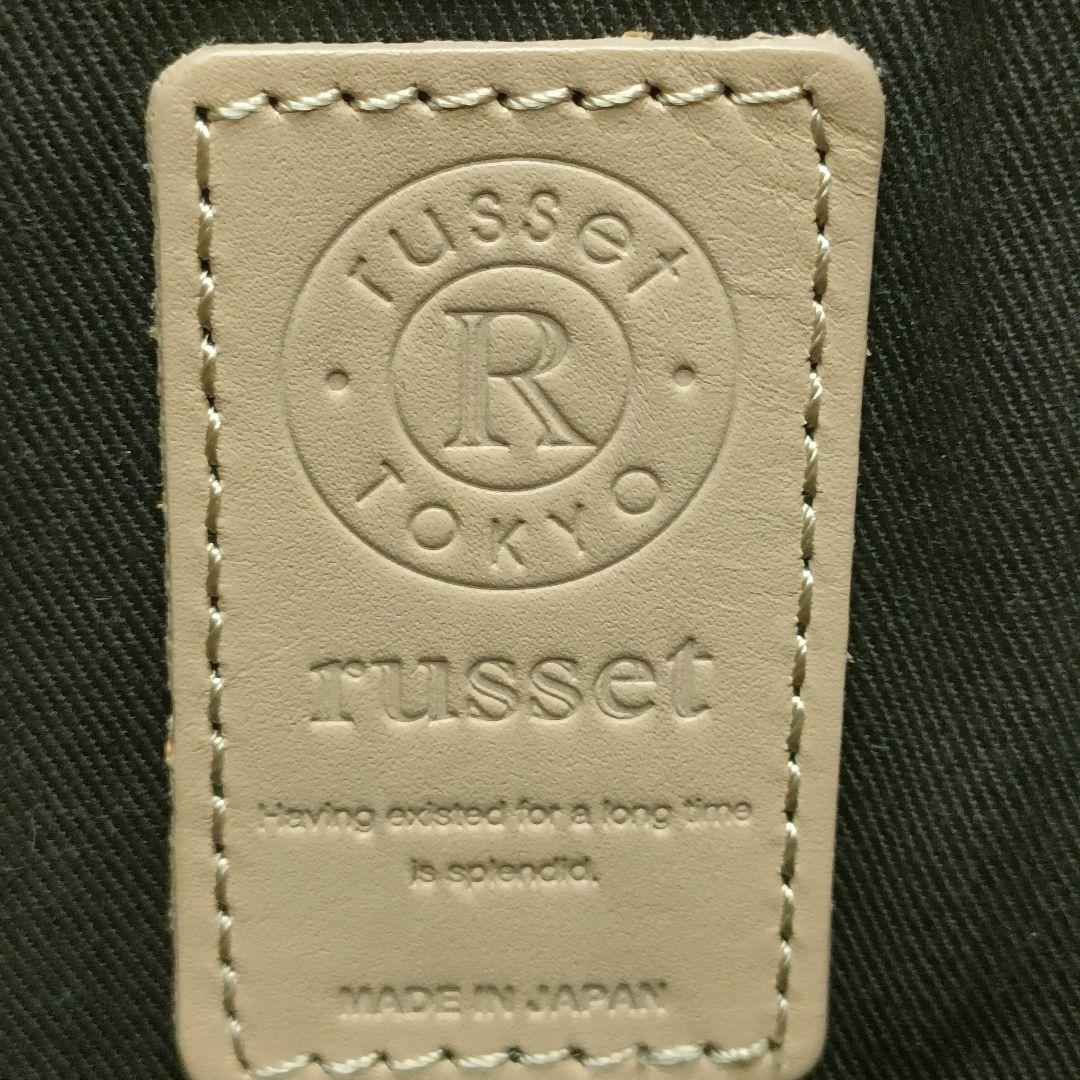 russet
R
TOKYO
russet
Having existed for a long time
is splendid.
MADE IN JAPAN